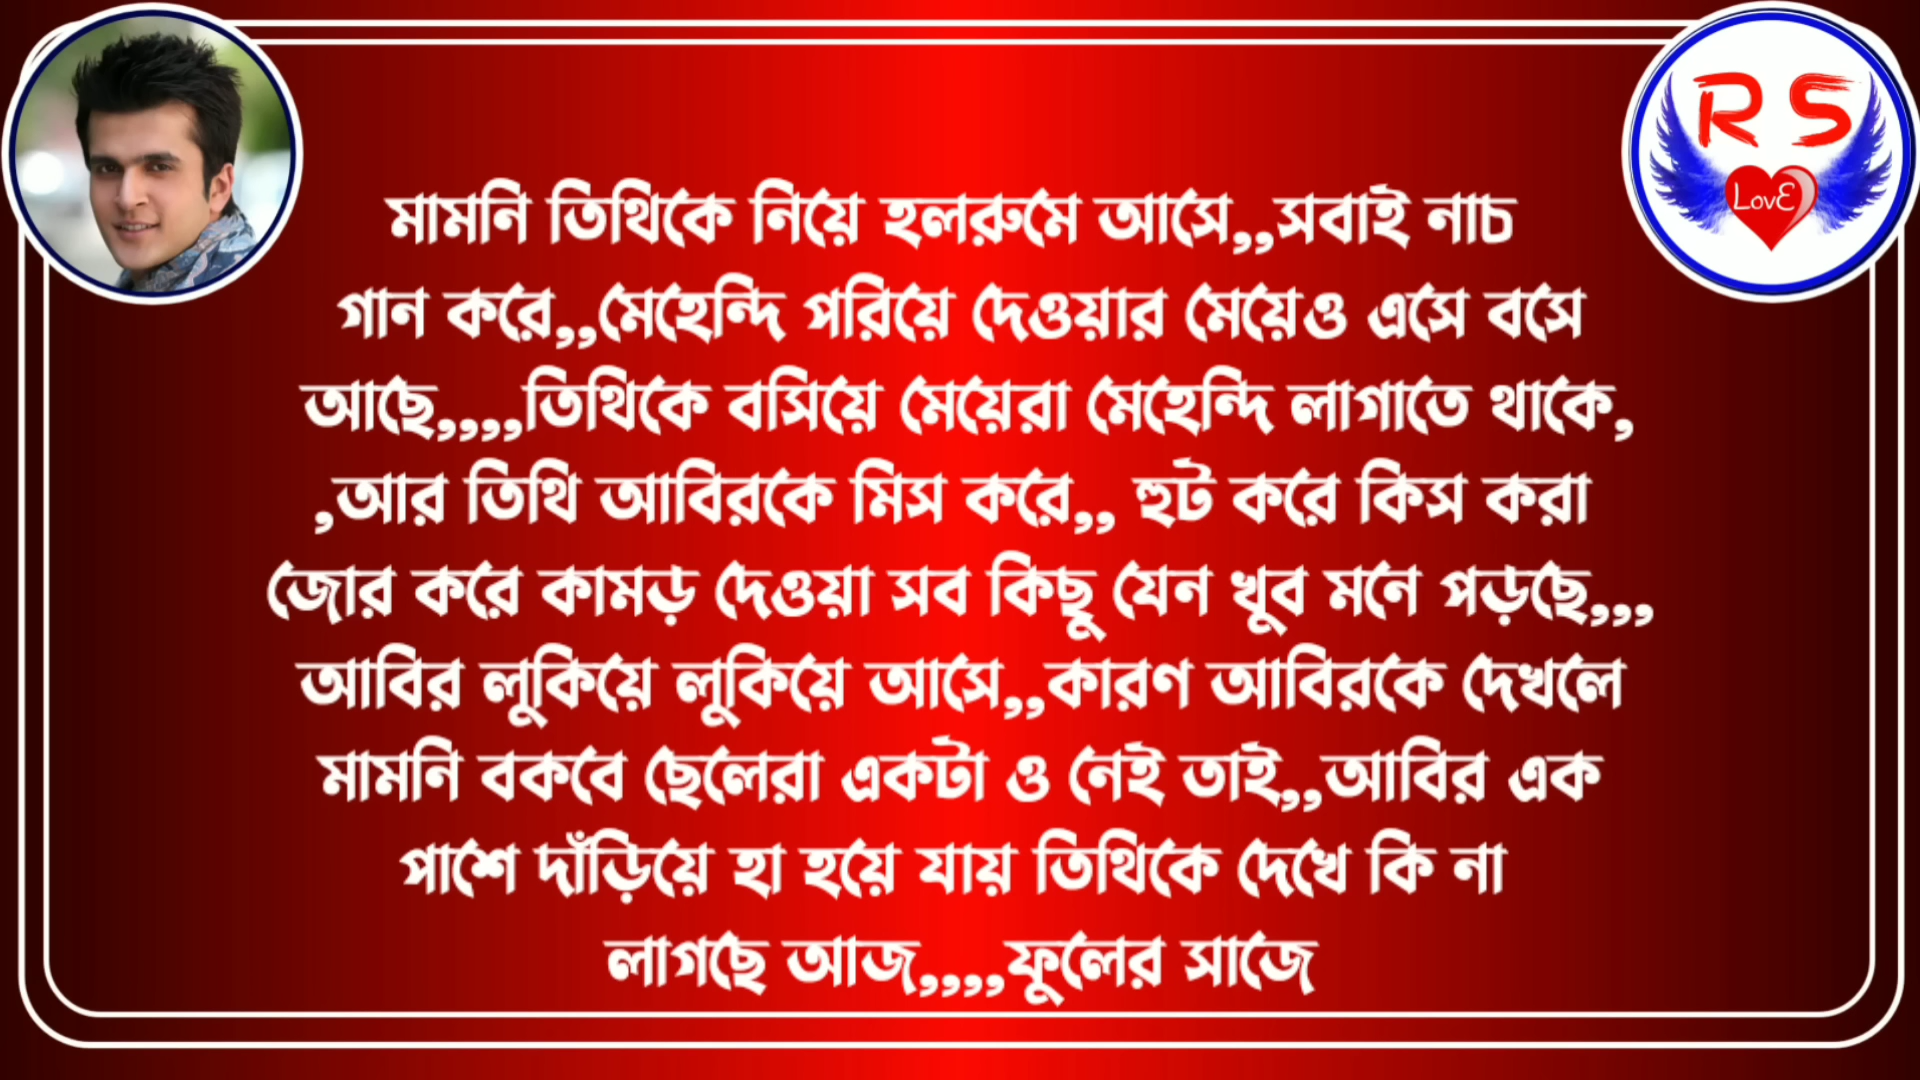 R S
LovE
মামনি তিথিকে নিয়ে হলরুমে আসে,,সবাই নাচ
গান করে,,মেহেন্দি পরিয়ে দেওয়ার মেয়েও এসে বসে
আছে,,,,তিথিকে বসিয়ে মেয়েরা মেহেন্দি লাগাতে থাকে,
,আর তিথি আবিরকে মিস করে,, হুট করে কিস করা
জোর করে কামড় দেওয়া সব কিছু যেন খুব মনে পড়ছে,,,
আবির লুকিয়ে লুকিয়ে আসে,,কারণ আবিরকে দেখলে
মামনি বকবে ছেলেরা একটা ও নেই তাই,,আবির এক
পাশে দাঁড়িয়ে হা হয়ে যায় তিথিকে দেখে কি না
লাগছে আজ,,,,ফুলের সাজে